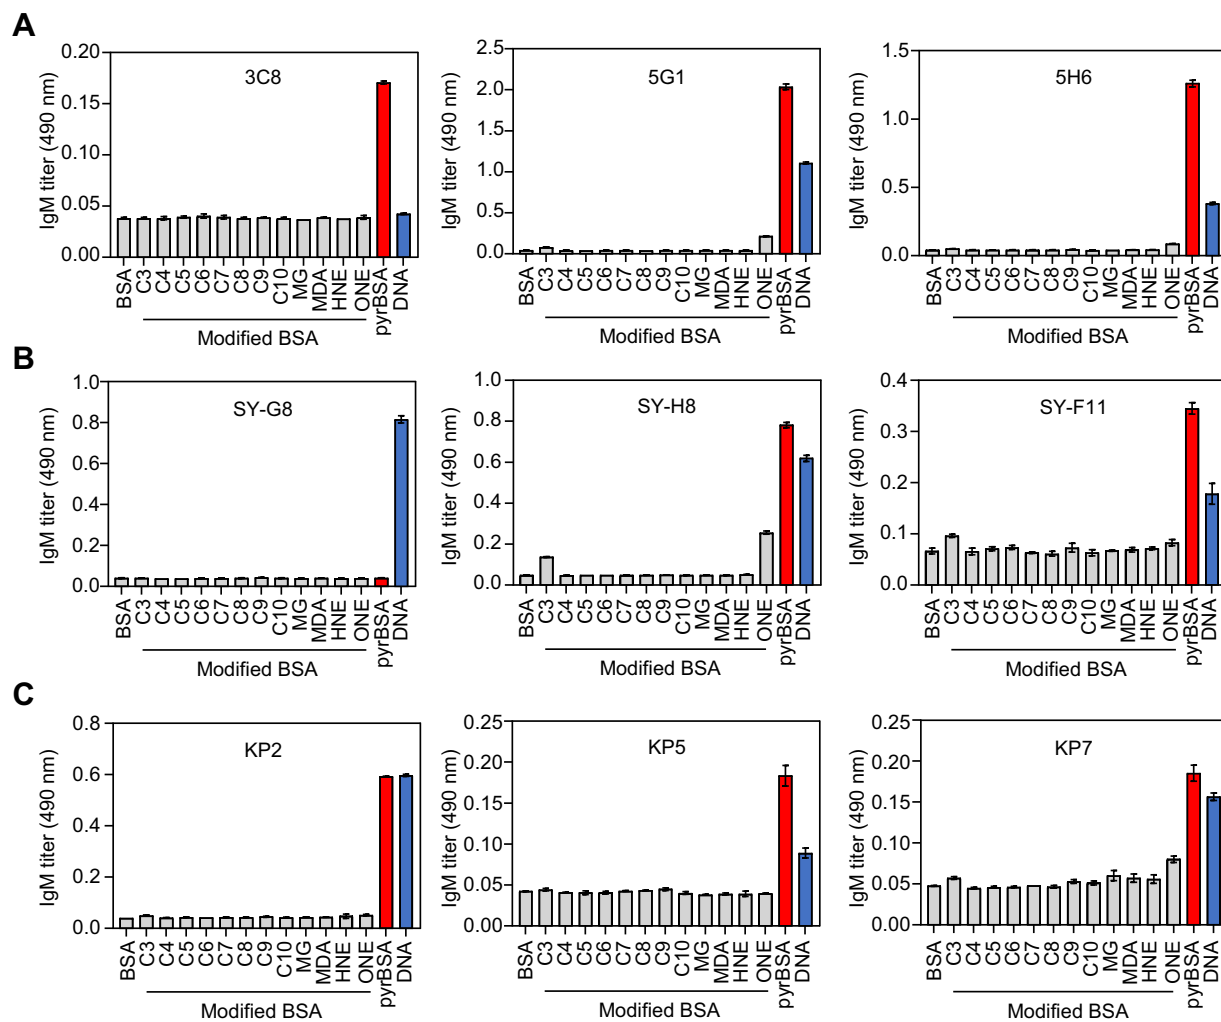 A
3C8
IgM titer (490 nm)
0.20
0.15
0.10
0.05
0.00
BSA C3 C4 C5 C6 C7 C8 C9 C10 MG MDA HNE ONE pyrBSA DNA
Modified BSA
5G1
IgM titer (490 nm)
2.5
2.0
1.5
1.0
0.5
0.0
BSA C3 C4 C5 C6 C7 C8 C9 C10 MG MDA HNE ONE pyrBSA DNA
Modified BSA
5H6
IgM titer (490 nm)
1.5
1.0
0.5
0.0
BSA C3 C4 C5 C6 C7 C8 C9 C10 MG MDA HNE ONE pyrBSA DNA
Modified BSA
B
SY-G8
IgM titer (490 nm)
1.0
0.8
0.6
0.4
0.2
0.0
BSA C3 C4 C5 C6 C7 C8 C9 C10 MG MDA HNE ONE pyrBSA DNA
Modified BSA
SY-H8
IgM titer (490 nm)
1.0
0.8
0.6
0.4
0.2
0.0
BSA C3 C4 C5 C6 C7 C8 C9 C10 MG MDA HNE ONE pyrBSA DNA
Modified BSA
SY-F11
IgM titer (490 nm)
0.4
0.3
0.2
0.1
0.0
BSA C3 C4 C5 C6 C7 C8 C9 C10 MG MDA HNE ONE pyrBSA DNA
Modified BSA
C
KP2
IgM titer (490 nm)
0.8
0.6
0.4
0.2
0.0
BSA C3 C4 C5 C6 C7 C8 C9 C10 MG MDA HNE ONE pyrBSA DNA
Modified BSA
KP5
IgM titer (490 nm)
0.25
0.20
0.15
0.10
0.05
0.00
BSA C3 C4 C5 C6 C7 C8 C9 C10 MG MDA HNE ONE pyrBSA DNA
Modified BSA
KP7
IgM titer (490 nm)
0.25
0.20
0.15
0.10
0.05
0.00
BSA C3 C4 C5 C6 C7 C8 C9 C10 MG MDA HNE ONE pyrBSA DNA
Modified BSA